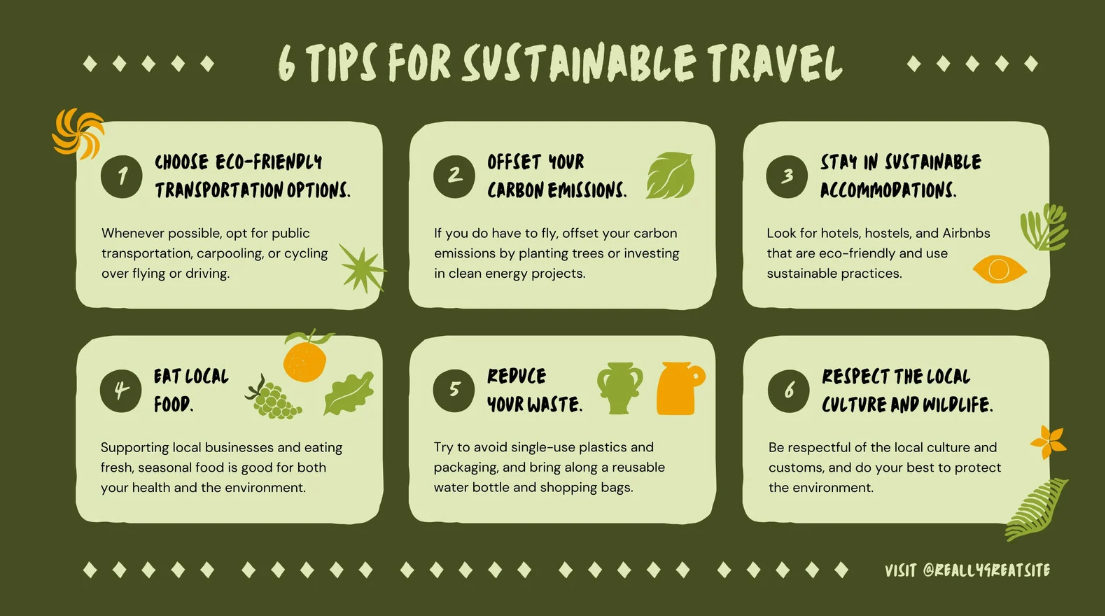 6 TIPS FOR SUSTAINABLE TRAVEL
1
CHOOSE ECO-FRIENDLY
TRANSPORTATION OPTIONS.
Whenever possible, opt for public
transportation, carpooling, or cycling
over flying or driving.
2
OFFSET YOUR
CARBON EMISSIONS.
If you do have to fly, offset your carbon
emissions by planting trees or investing
in clean energy projects.
3
STAY IN SUSTAINABLE
ACCOMMODATIONS.
Look for hotels, hostels, and Airbnbs
that are eco-friendly and use
sustainable practices.
4
EAT LOCAL
FOOD.
Supporting local businesses and eating
fresh, seasonal food is good for both
your health and the environment.
5
REDUCE
YOUR WASTE.
Try to avoid single-use plastics and
packaging, and bring along a reusable
water bottle and shopping bags.
6
RESPECT THE LOCAL
CULTURE AND WILDLIFE.
Be respectful of the local culture and
customs, and do your best to protect
the environment.
VISIT @REALLYGREATSITE